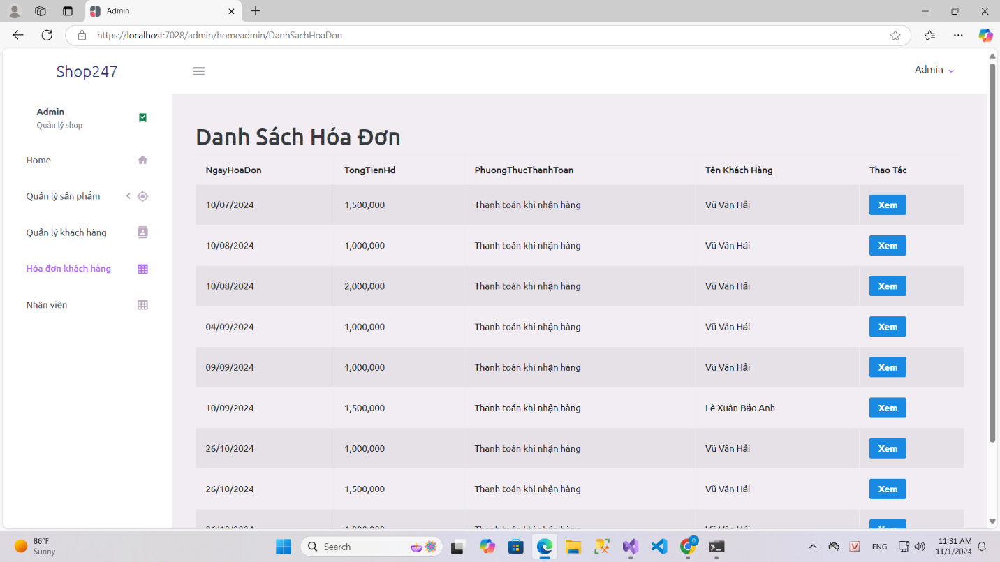 Admin
https://localhost:7028/admin/homeadmin/DanhSachHoaDon
Shop247
Admin
Admin
Quản lý shop
Home
Quản lý sản phẩm
Quản lý khách hàng
Hóa đơn khách hàng
Nhân viên
Danh Sách Hóa Đơn
NgayHoaDon TongTienHd PhuongThucThanhToan Tên Khách Hàng Thao Tác
10/07/2024 1,500,000 Thanh toán khi nhận hàng Vũ Văn Hải Xem
10/08/2024 1,000,000 Thanh toán khi nhận hàng Vũ Văn Hải Xem
10/08/2024 2,000,000 Thanh toán khi nhận hàng Vũ Văn Hải Xem
04/09/2024 1,000,000 Thanh toán khi nhận hàng Vũ Văn Hải Xem
09/09/2024 1,000,000 Thanh toán khi nhận hàng Vũ Văn Hải Xem
10/09/2024 1,500,000 Thanh toán khi nhận hàng Lê Xuân Bảo Anh Xem
26/10/2024 1,000,000 Thanh toán khi nhận hàng Vũ Văn Hải Xem
26/10/2024 1,500,000 Thanh toán khi nhận hàng Vũ Văn Hải Xem
86°F
Sunny
Search
ENG
11:31 AM
11/1/2024